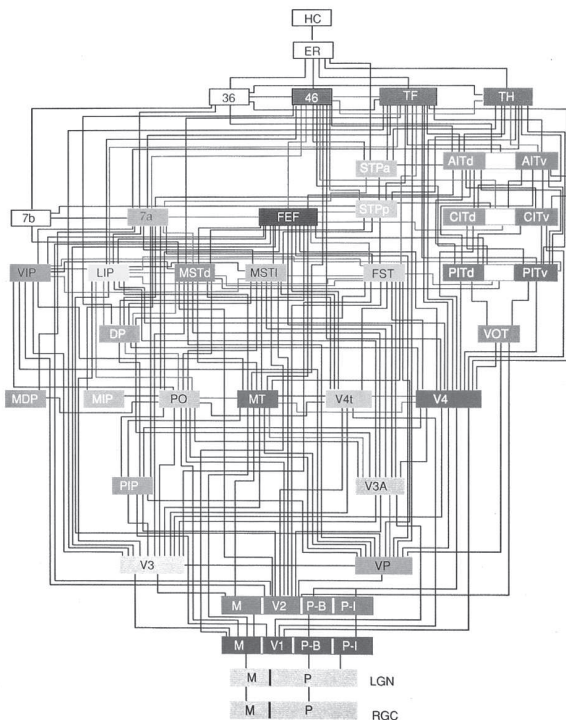 HC
ER
36 46 TF TH
STPa AITd AITv
7b 7a FEF STPp CITd CITv
VIP LIP MSTd MSTl FST PITd PITv
DP VOT
MDP MIP PO MT V4t V4
PIP V3A
V3 VP
M V2 P-B P-I
M V1 P-B P-I
M P LGN
M P RGC